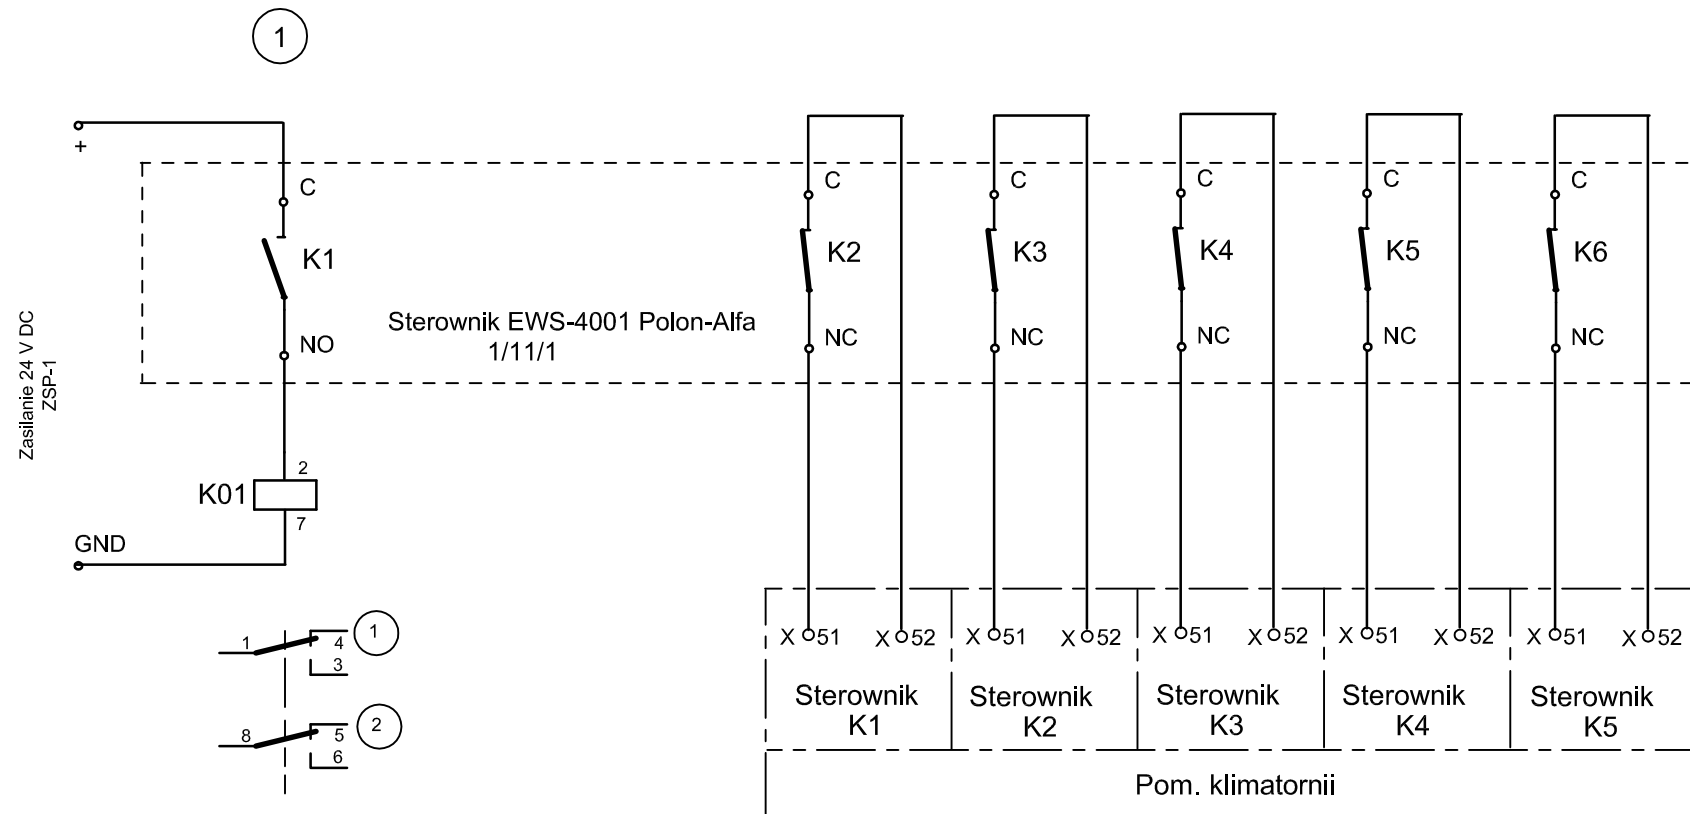 1
+
C
K1
NO
Sterownik EWS-4001 Polon-Alfa
1/11/1
Zasilanie 24 V DC
ZSP-1
2
K01
7
GND
1
4
3
1
8
5
6
2
C
K2
NC
C
K3
NC
C
K4
NC
C
K5
NC
C
K6
NC
X 51 X 52
X 51 X 52
X 51 X 52
X 51 X 52
X 51 X 52
Sterownik
K1
Sterownik
K2
Sterownik
K3
Sterownik
K4
Sterownik
K5
Pom. klimatornii